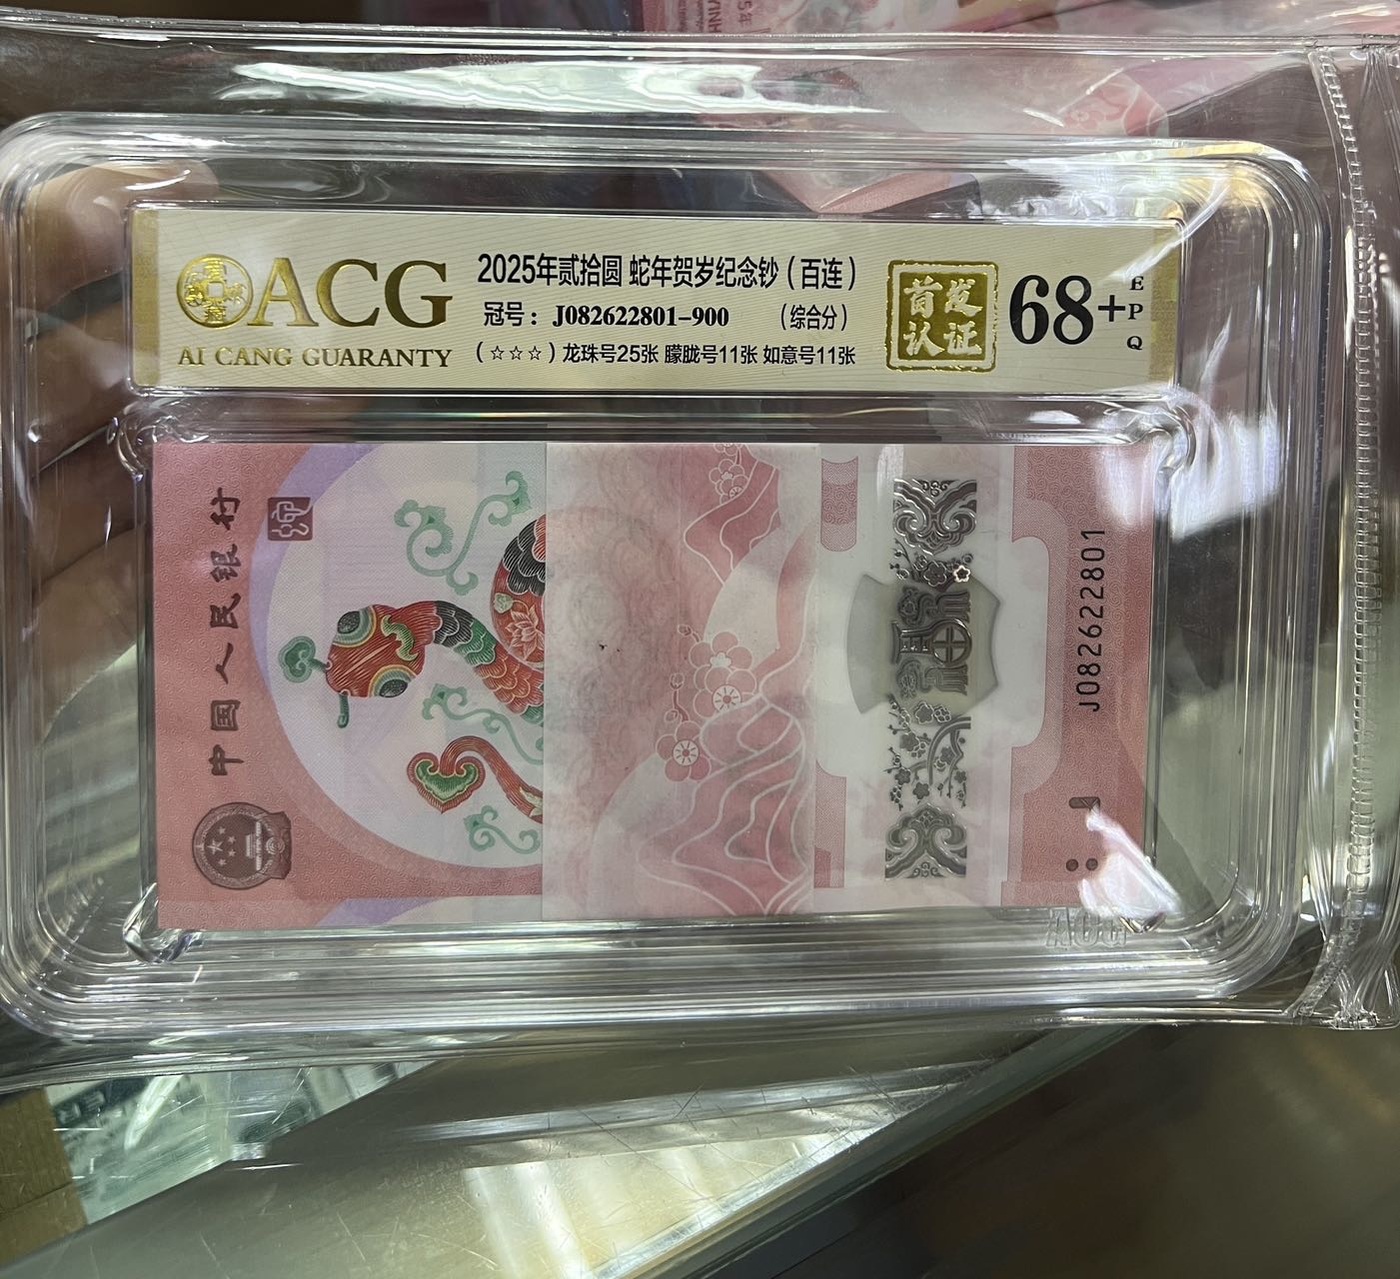 ACG
AI CANG GUARANTY
2025年贰拾圆 蛇年贺岁纪念钞（百连）
冠号：J082622801-900 （综合分）
（☆☆☆）龙珠号25张 朦胧号11张 如意号11张
首发
认证
68+
EPQ
中国人民银行
福
J082622801
ACG